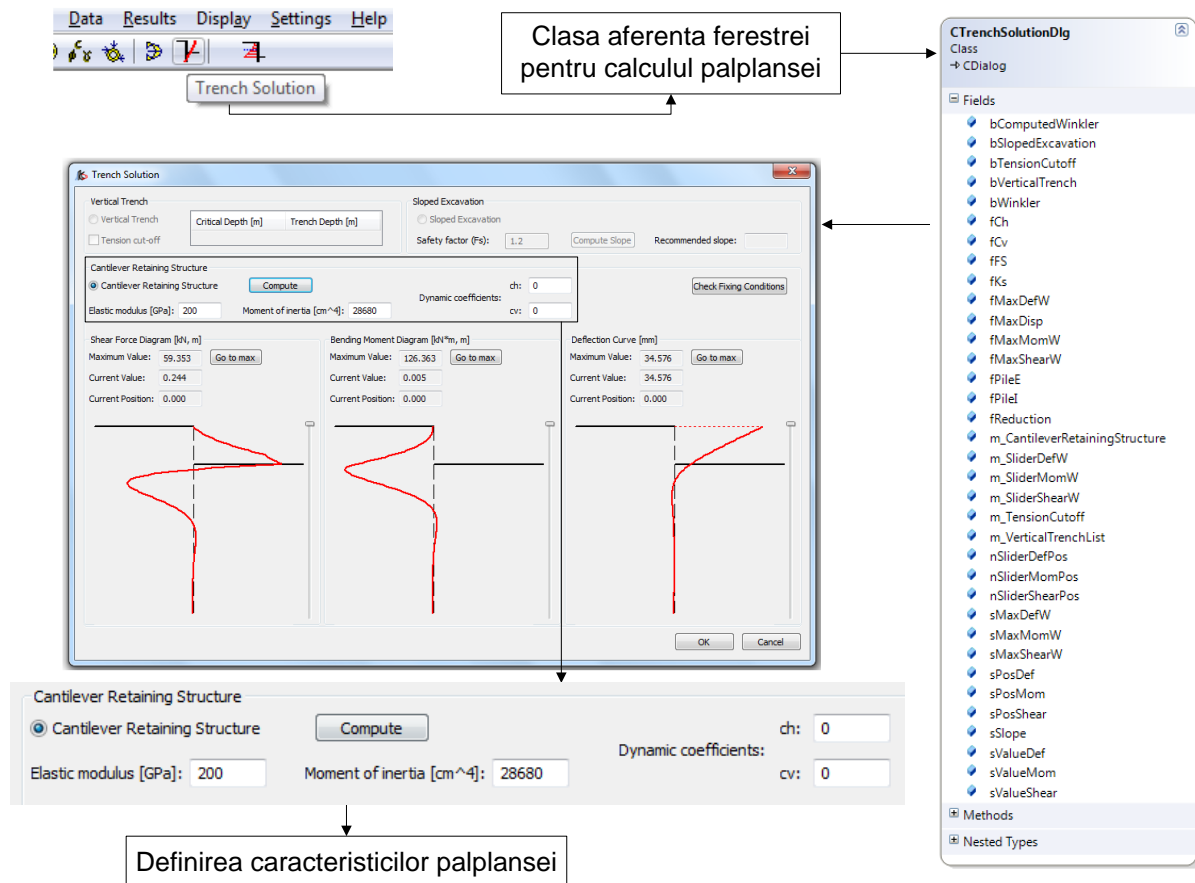 Data Results Display Settings Help
Trench Solution
Clasa aferenta ferestrei
pentru calculul palplansei
CTrenchSolutionDlg
Class
CDialog
Fields
bComputedWinkler
bSlopedExcavation
bTensionCutoff
bVerticalTrench
bWinkler
fCh
fCv
fFS
fKs
fMaxDefW
fMaxDisp
fMaxMomW
fMaxShearW
fPileE
fPileI
fReduction
m_CantileverRetainingStructure
m_SliderDefW
m_SliderMomW
m_SliderShearW
m_TensionCutoff
m_VerticalTrenchList
nSliderDefPos
nSliderMomPos
nSliderShearPos
sMaxDefW
sMaxMomW
sMaxShearW
sPosDef
sPosMom
sPosShear
sSlope
sValueDef
sValueMom
sValueShear
Methods
Nested Types
Trench Solution
Vertical Trench Sloped Excavation
Vertical Trench Critical Depth [m] Trench Depth [m] Sloped Excavation
Tension cut-off Safety factor (Fs): 1.2 Compute Slope Recommended slope:
Cantilever Retaining Structure
Cantilever Retaining Structure Compute Dynamic coefficients: ch: 0 Check Fixing Conditions
Elastic modulus [GPa]: 200 Moment of inertia [cm^4]: 28680 cv: 0
Shear Force Diagram [kN, m] Bending Moment Diagram [kN*m, m] Deflection Curve [mm]
Maximum Value: 59.353 Go to max Maximum Value: 126.363 Go to max Maximum Value: 34.576 Go to max
Current Value: 0.244 Current Value: 0.005 Current Value: 34.576
Current Position: 0.000 Current Position: 0.000 Current Position: 0.000
OK Cancel
Cantilever Retaining Structure
Cantilever Retaining Structure Compute Dynamic coefficients: ch: 0
Elastic modulus [GPa]: 200 Moment of inertia [cm^4]: 28680 cv: 0
Definirea caracteristicilor palplansei